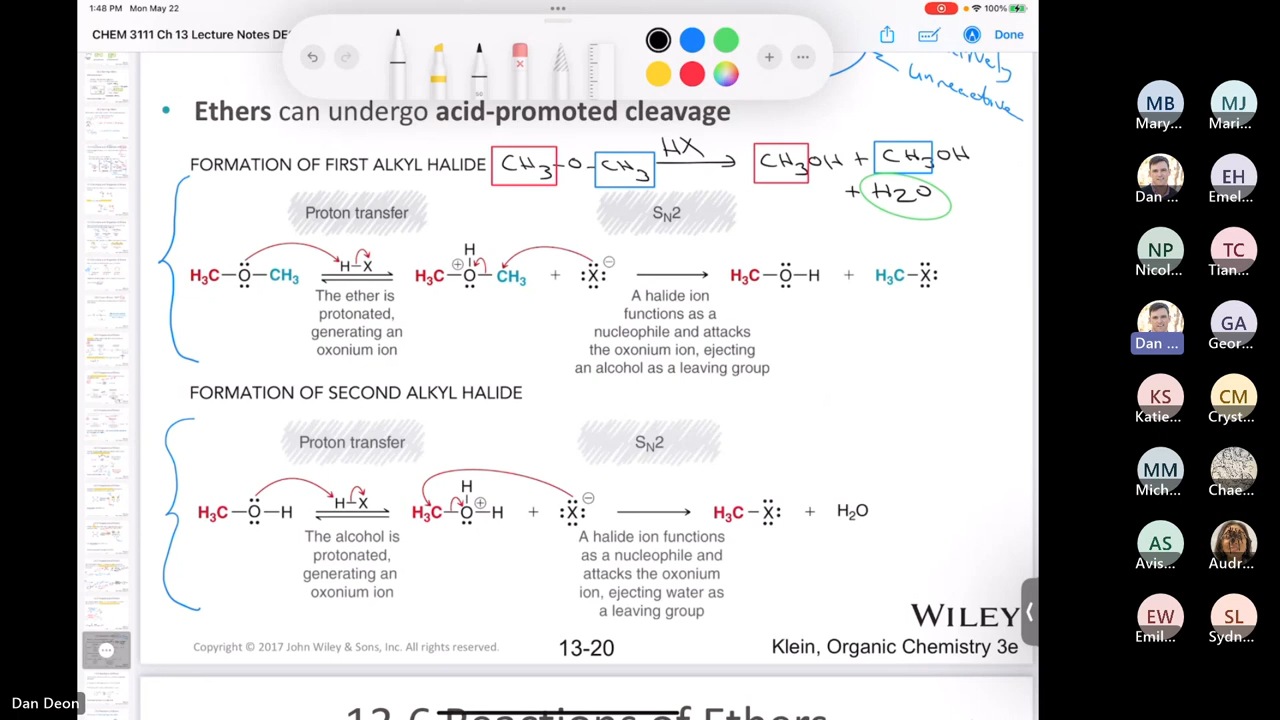 1:48 PM Mon May 22
100%
CHEM 3111 Ch 13 Lecture Notes DE
Done
50
unreactive
• Ethers can undergo acid-promoted cleavage
FORMATION OF FIRST ALKYL HALIDE CH3-O-CH3 HX CH3OH + CH3OH
+ H2O
Proton transfer SN2
H3C-O-CH3 H-X H3C-O-CH3 H ⊕ + :X: ⊖ H3C-O-H + H3C-X:
The ether is
protonated,
generating an
oxonium ion
A halide ion
functions as a
nucleophile and attacks
the oxonium ion, ejecting
an alcohol as a leaving group
FORMATION OF SECOND ALKYL HALIDE
Proton transfer SN2
H3C-O-H H-X H3C-O-H H ⊕ + :X: ⊖ H3C-X: + H2O
The alcohol is
protonated,
generating an
oxonium ion
A halide ion functions
as a nucleophile and
attacks the oxonium
ion, ejecting water as
a leaving group
WILEY
Copyright © 2017 John Wiley & Sons, Inc. All rights reserved. 13-20 Klein, Organic Chemistry 3e
13.6 Reactions of Ethers
MB MJ
Mary... Mari...
EH
Dan ... Emel...
NP TC
Nicol... Tian...
GA
Dan ... Geor...
KS CM
Katie... Cryst...
MM
Mich... Chae...
AS
Avis... Audr...
EW SL
Emil... Sydn...
Dan Deon